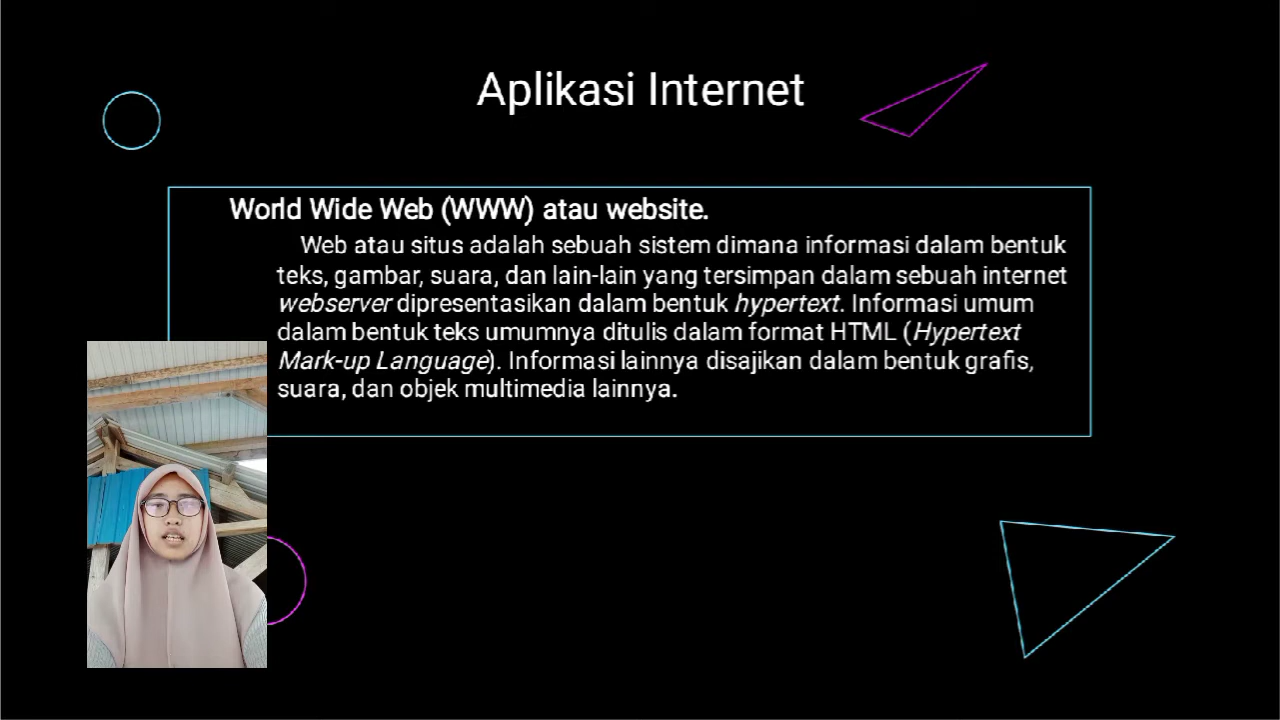 Aplikasi Internet
World Wide Web (WWW) atau website.
Web atau situs adalah sebuah sistem dimana informasi dalam bentuk
teks, gambar, suara, dan lain-lain yang tersimpan dalam sebuah internet
webserver dipresentasikan dalam bentuk hypertext. Informasi umum
dalam bentuk teks umumnya ditulis dalam format HTML (Hypertext
Mark-up Language). Informasi lainnya disajikan dalam bentuk grafis,
suara, dan objek multimedia lainnya.